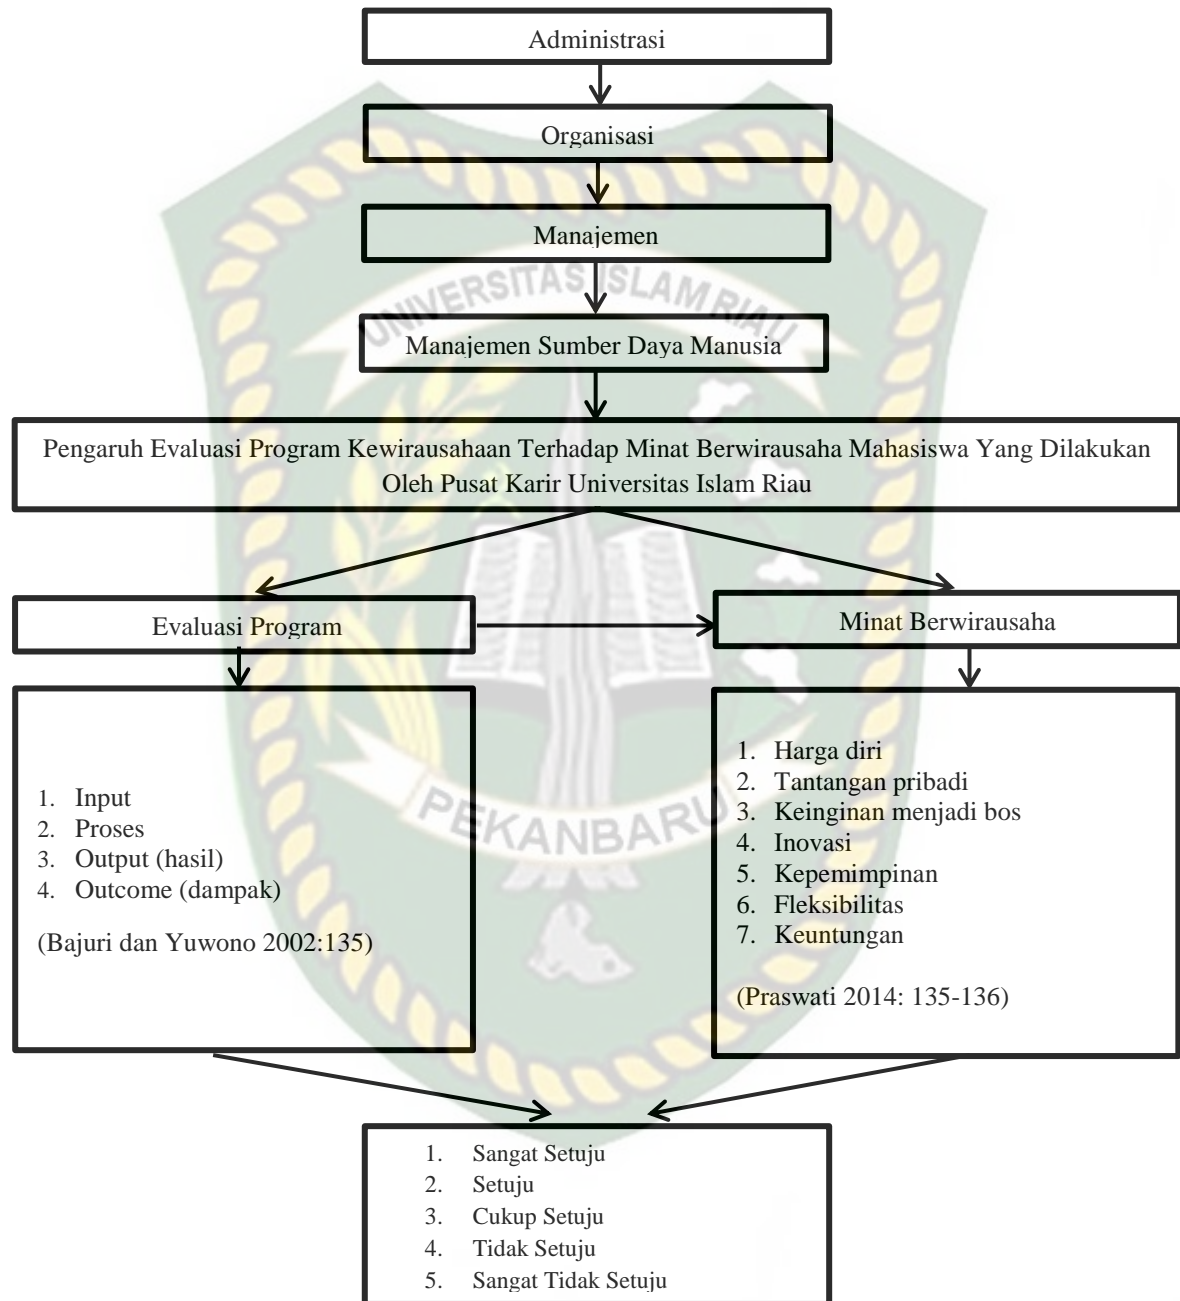 Administrasi
Organisasi
Manajemen
UNIVERSITAS ISLAM RIAU
Manajemen Sumber Daya Manusia
Pengaruh Evaluasi Program Kewirausahaan Terhadap Minat Berwirausaha Mahasiswa Yang Dilakukan
Oleh Pusat Karir Universitas Islam Riau
Evaluasi Program
Minat Berwirausaha
1. Input
2. Proses
3. Output (hasil)
4. Outcome (dampak)
(Bajuri dan Yuwono 2002:135)
1. Harga diri
2. Tantangan pribadi
3. Keinginan menjadi bos
4. Inovasi
5. Kepemimpinan
6. Fleksibilitas
7. Keuntungan
(Praswati 2014: 135-136)
PEKANBARU
1. Sangat Setuju
2. Setuju
3. Cukup Setuju
4. Tidak Setuju
5. Sangat Tidak Setuju